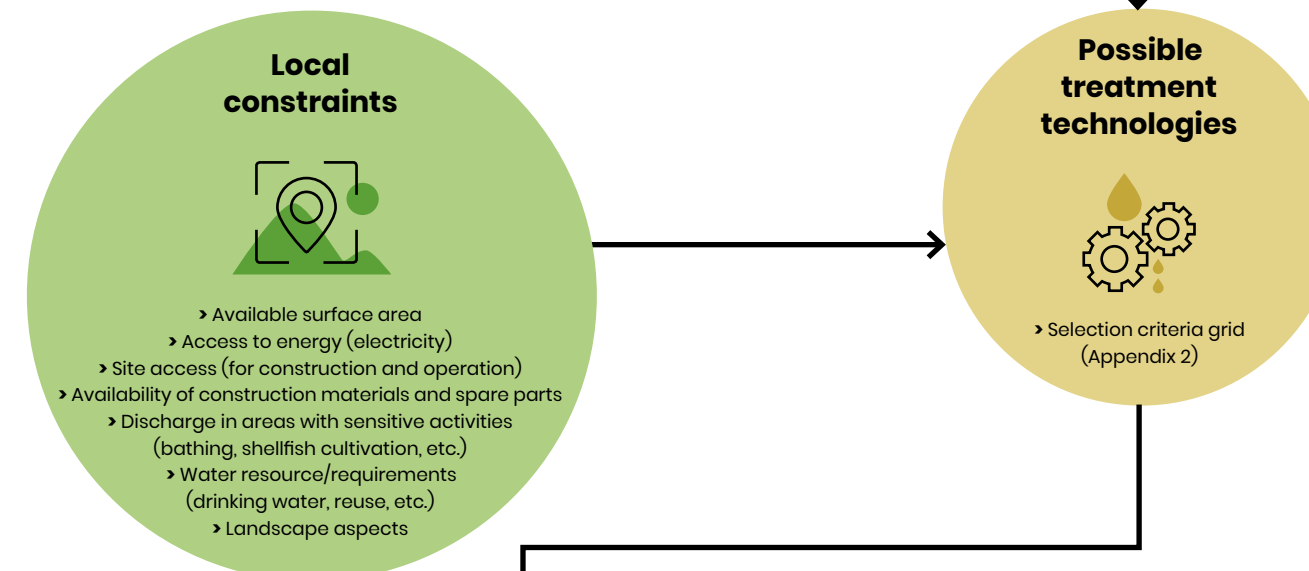 Local
constraints
> Available surface area
> Access to energy (electricity)
> Site access (for construction and operation)
> Availability of construction materials and spare parts
> Discharge in areas with sensitive activities
(bathing, shellfish cultivation, etc.)
> Water resource/requirements
(drinking water, reuse, etc.)
> Landscape aspects
Possible
treatment
technologies
> Selection criteria grid
(Appendix 2)